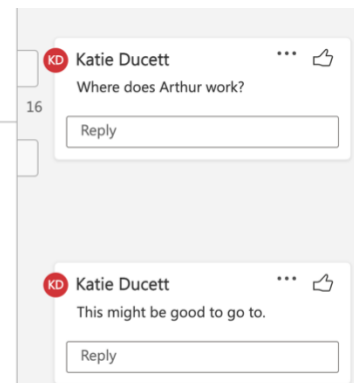 KD Katie Ducett
Where does Arthur work?
16
Reply
KD Katie Ducett
This might be good to go to.
Reply